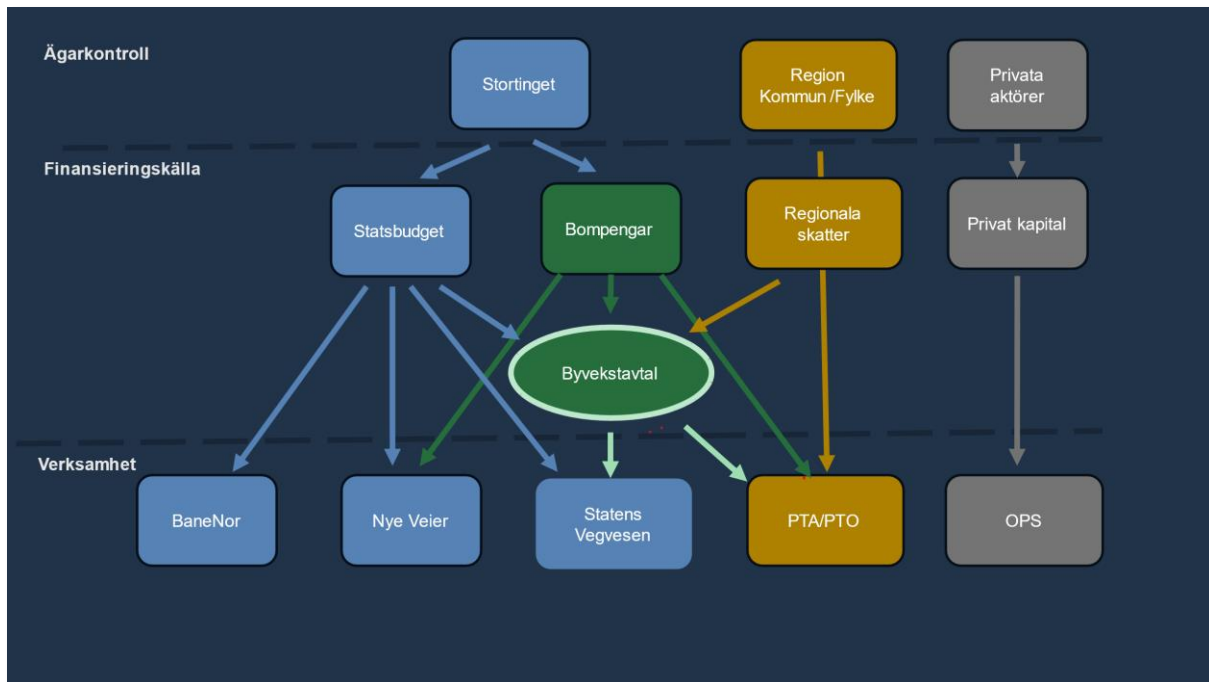 Ägarkontroll
Stortinget
Region
Kommun /Fylke
Privata
aktörer
Finansieringskälla
Statsbudget
Bompengar
Regionala
skatter
Privat kapital
Byvekstavtal
Verksamhet
BaneNor
Nye Veier
Statens
Vegvesen
PTA/PTO
OPS